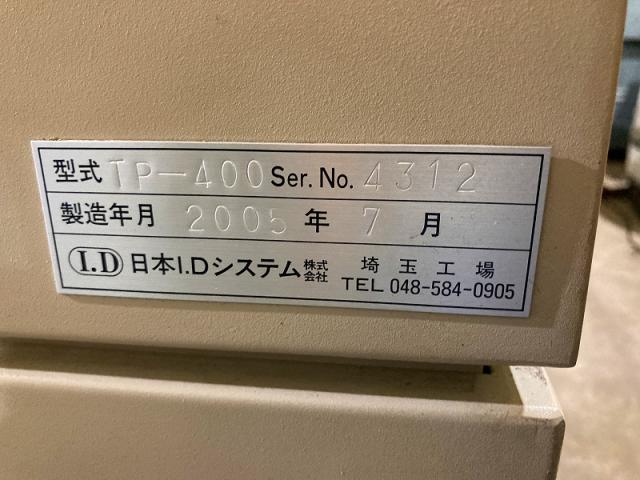 型式 TP-400 Ser.No. 4312
製造年月 2005 年 7 月
I.D 日本I.Dシステム株式会社 埼玉工場
TEL 048-584-0905